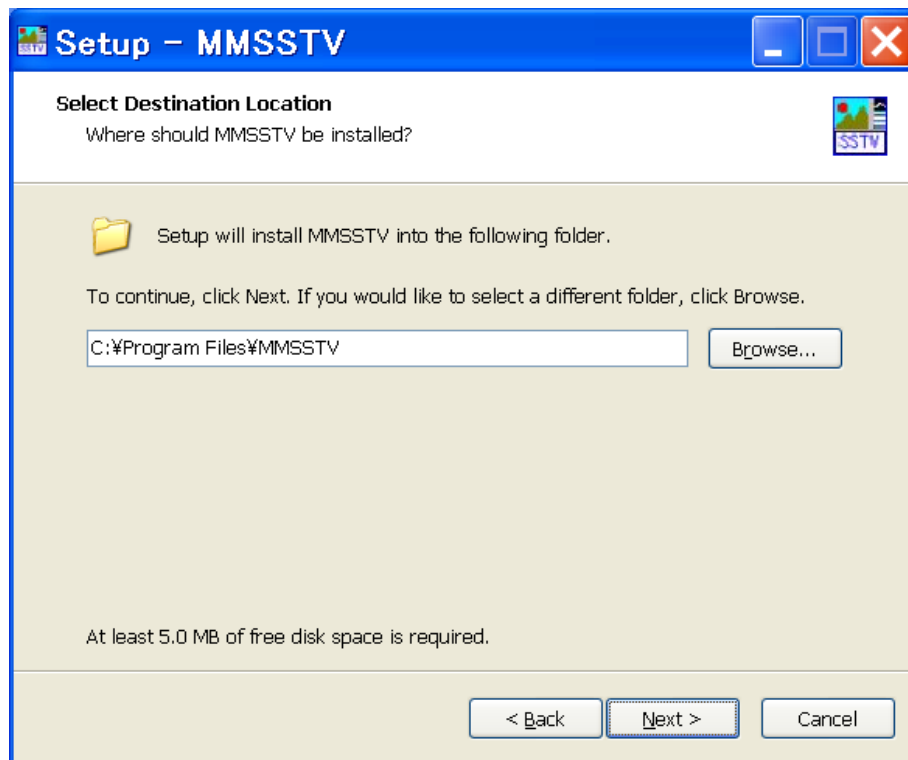 Setup - MMSSTV
Select Destination Location
Where should MMSSTV be installed?
SSTV
Setup will install MMSSTV into the following folder.
To continue, click Next. If you would like to select a different folder, click Browse.
C:¥Program Files¥MMSSTV
Browse...
At least 5.0 MB of free disk space is required.
< Back
Next >
Cancel